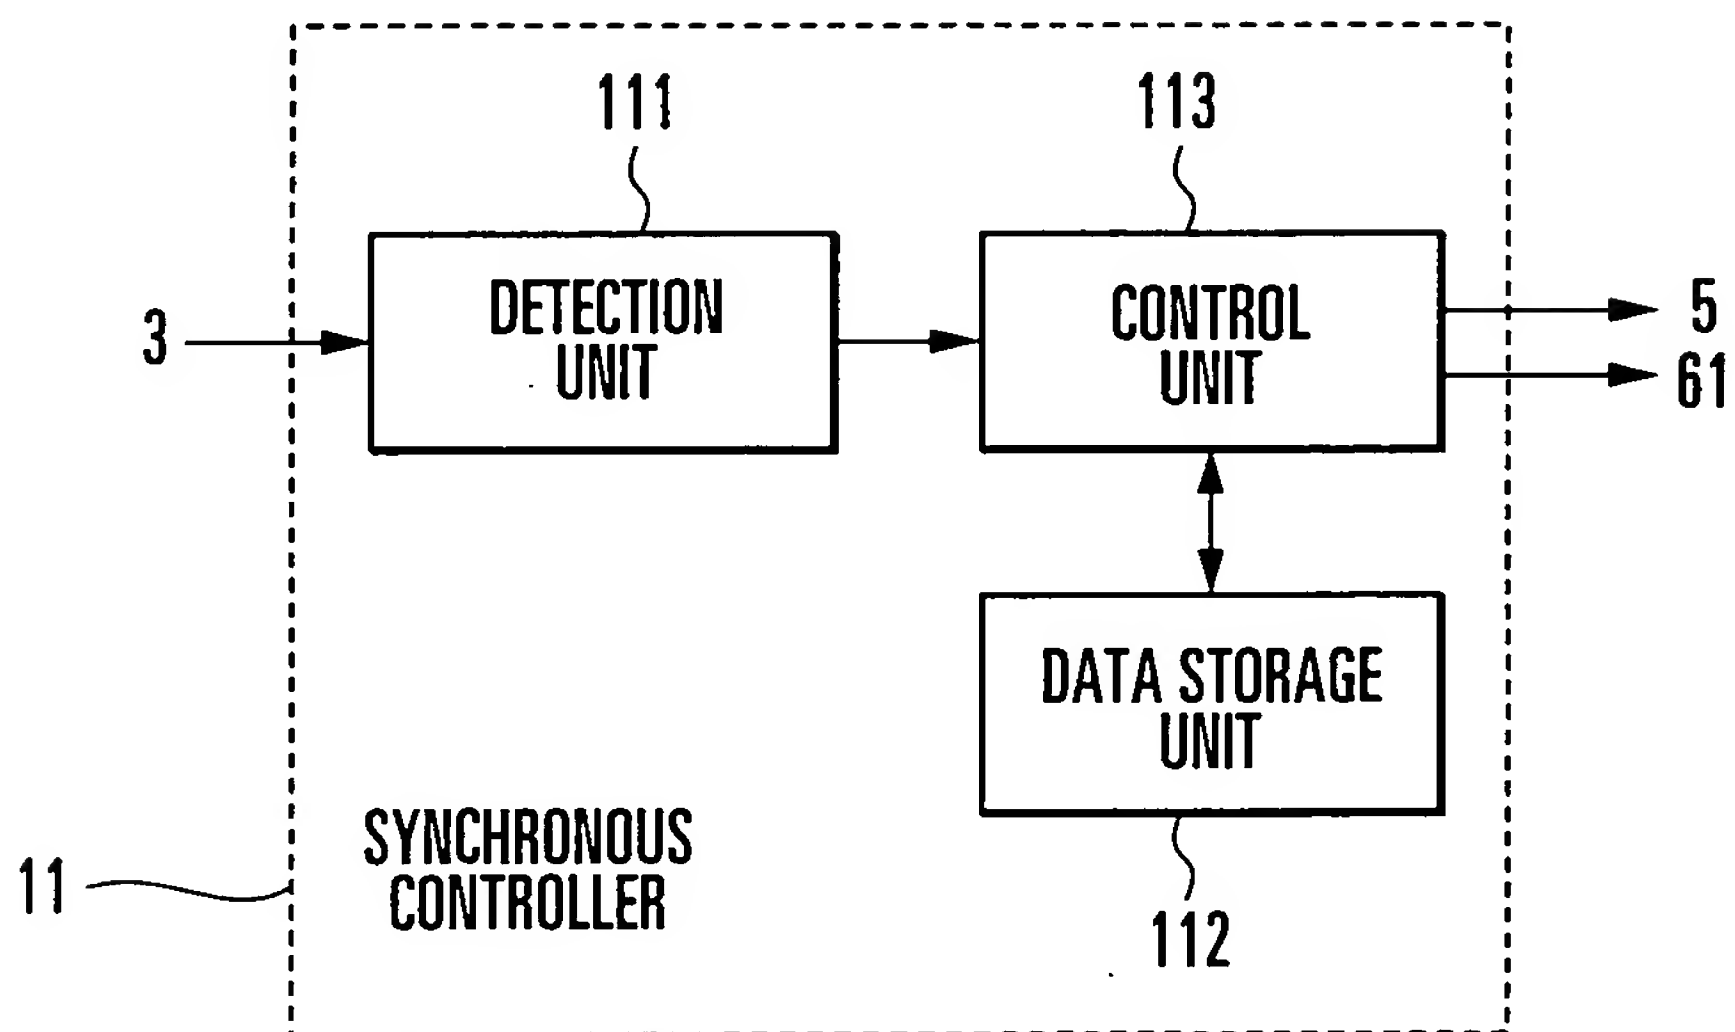 111
113
3
DETECTION
UNIT
CONTROL
UNIT
5
61
DATA STORAGE
UNIT
SYNCHRONOUS
CONTROLLER
11
112